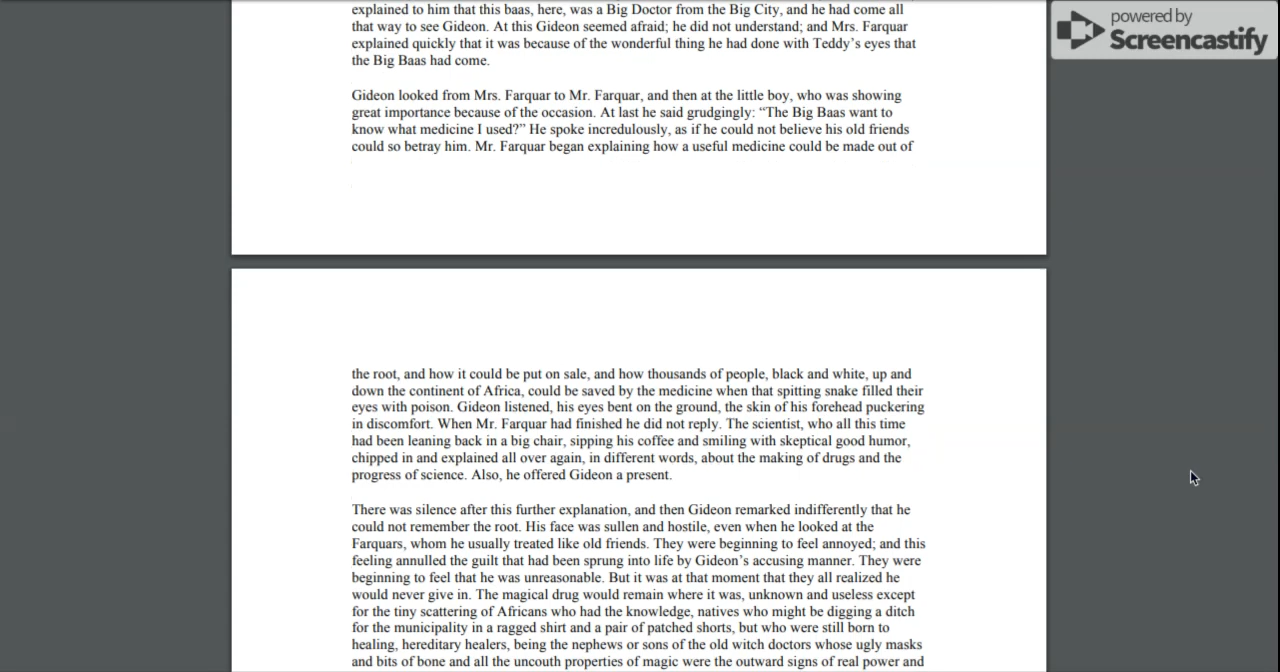 explained to him that this baas, here, was a Big Doctor from the Big City, and he had come all
that way to see Gideon. At this Gideon seemed afraid; he did not understand; and Mrs. Farquar
explained quickly that it was because of the wonderful thing he had done with Teddy’s eyes that
the Big Baas had come.
Gideon looked from Mrs. Farquar to Mr. Farquar, and then at the little boy, who was showing
great importance because of the occasion. At last he said grudgingly: “The Big Baas want to
know what medicine I used?” He spoke incredulously, as if he could not believe his old friends
could so betray him. Mr. Farquar began explaining how a useful medicine could be made out of
the root, and how it could be put on sale, and how thousands of people, black and white, up and
down the continent of Africa, could be saved by the medicine when that spitting snake filled their
eyes with poison. Gideon listened, his eyes bent on the ground, the skin of his forehead puckering
in discomfort. When Mr. Farquar had finished he did not reply. The scientist, who all this time
had been leaning back in a big chair, sipping his coffee and smiling with skeptical good humor,
chipped in and explained all over again, in different words, about the making of drugs and the
progress of science. Also, he offered Gideon a present.
There was silence after this further explanation, and then Gideon remarked indifferently that he
could not remember the root. His face was sullen and hostile, even when he looked at the
Farquars, whom he usually treated like old friends. They were beginning to feel annoyed; and this
feeling annulled the guilt that had been sprung into life by Gideon’s accusing manner. They were
beginning to feel that he was unreasonable. But it was at that moment that they all realized he
would never give in. The magical drug would remain where it was, unknown and useless except
for the tiny scattering of Africans who had the knowledge, natives who might be digging a ditch
for the municipality in a ragged shirt and a pair of patched shorts, but who were still born to
healing, hereditary healers, being the nephews or sons of the old witch doctors whose ugly masks
and bits of bone and all the uncouth properties of magic were the outward signs of real power and
powered by
Screencastify